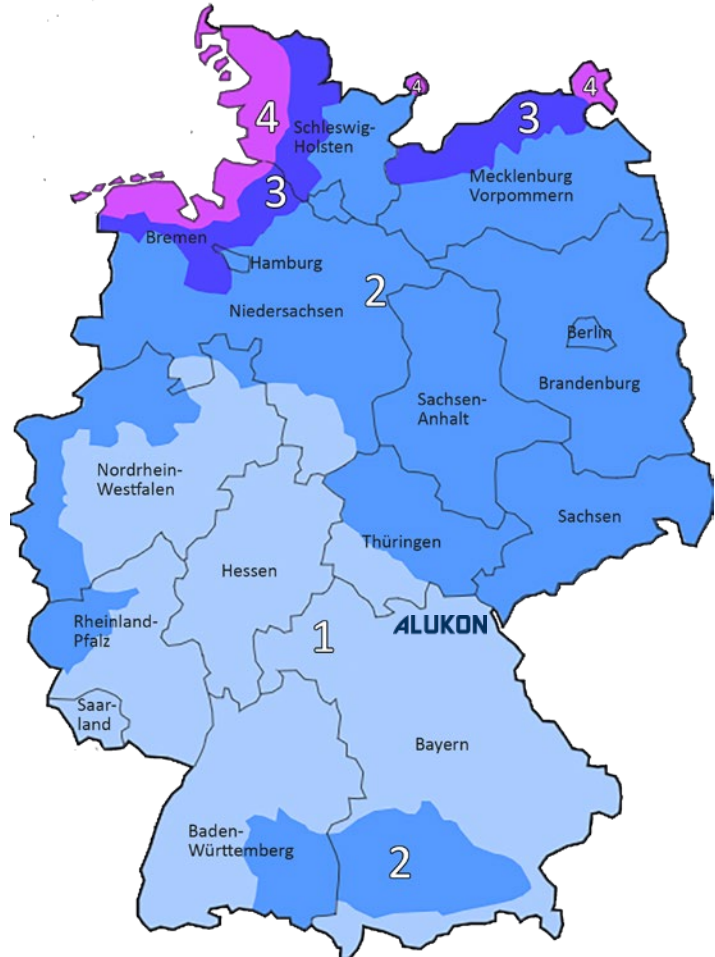 4
4
4
3
Schleswig-
Holsten
Mecklenburg
Vorpommern
3
Bremen
Hamburg
2
Niedersachsen
Berlin
Brandenburg
Sachsen-
Anhalt
Nordrhein-
Westfalen
Sachsen
Thüringen
Hessen
Rheinland-
Pfalz
1
ALUKON
Saar-
land
Bayern
Baden-
Württemberg
2